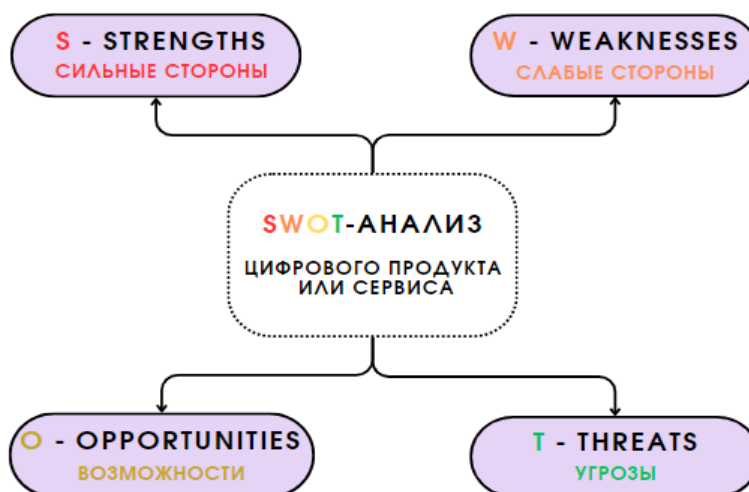 S - STRENGTHS
СИЛЬНЫЕ СТОРОНЫ
W - WEAKNESSES
СЛАБЫЕ СТОРОНЫ
SWOT-АНАЛИЗ
ЦИФРОВОГО ПРОДУКТА
ИЛИ СЕРВИСА
O - OPPORTUNITIES
ВОЗМОЖНОСТИ
T - THREATS
УГРОЗЫ